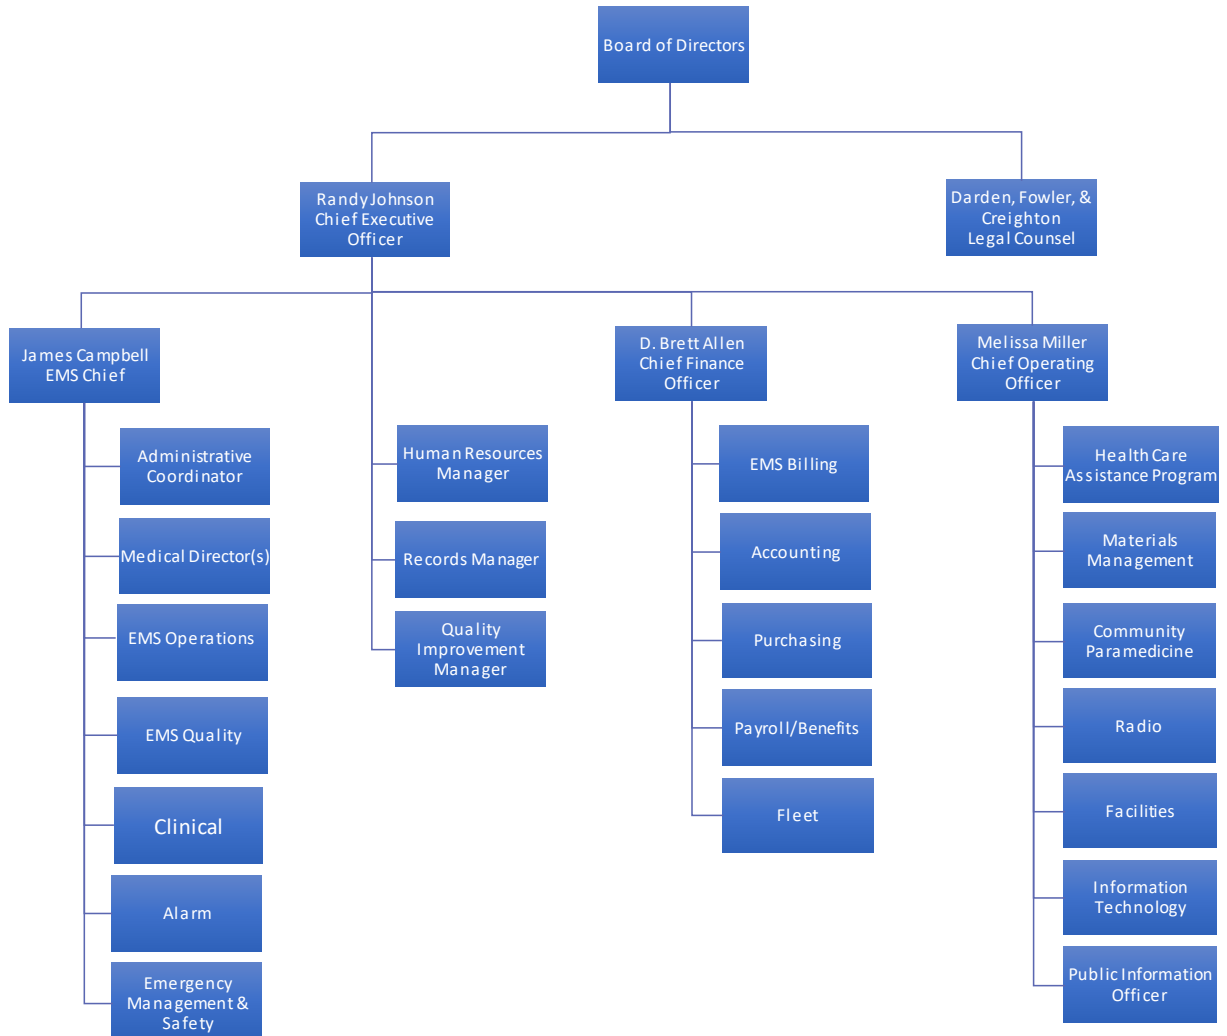 Board of Directors
Randy Johnson
Chief Executive
Officer
Darden, Fowler, &
Creighton
Legal Counsel
James Campbell
EMS Chief
D. Brett Allen
Chief Finance
Officer
Melissa Miller
Chief Operating
Officer
Administrative
Coordinator
Medical Director(s)
EMS Operations
EMS Quality
Clinical
Alarm
Emergency
Management &
Safety
Human Resources
Manager
Records Manager
Quality
Improvement
Manager
EMS Billing
Accounting
Purchasing
Payroll/Benefits
Fleet
Health Care
Assistance Program
Materials
Management
Community
Paramedicine
Radio
Facilities
Information
Technology
Public Information
Officer